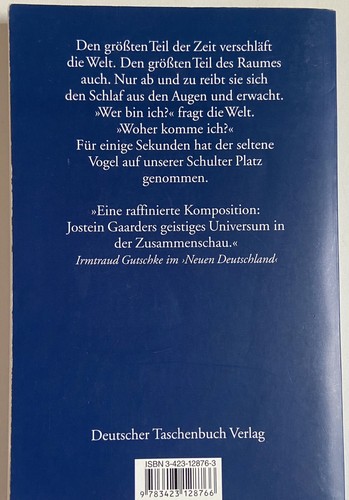 Den größten Teil der Zeit verschläft
die Welt. Den größten Teil des Raumes
auch. Nur ab und zu reibt sie sich
den Schlaf aus den Augen und erwacht.
»Wer bin ich?« fragt die Welt.
»Woher komme ich?«
Für einige Sekunden hat der seltene
Vogel auf unserer Schulter Platz
genommen.
»Eine raffinierte Komposition:
Jostein Gaarders geistiges Universum in
der Zusammenschau.«
Irmtraud Gutschke im ›Neuen Deutschland‹
Deutscher Taschenbuch Verlag
ISBN 3-423-12876-3
9 783423 128766